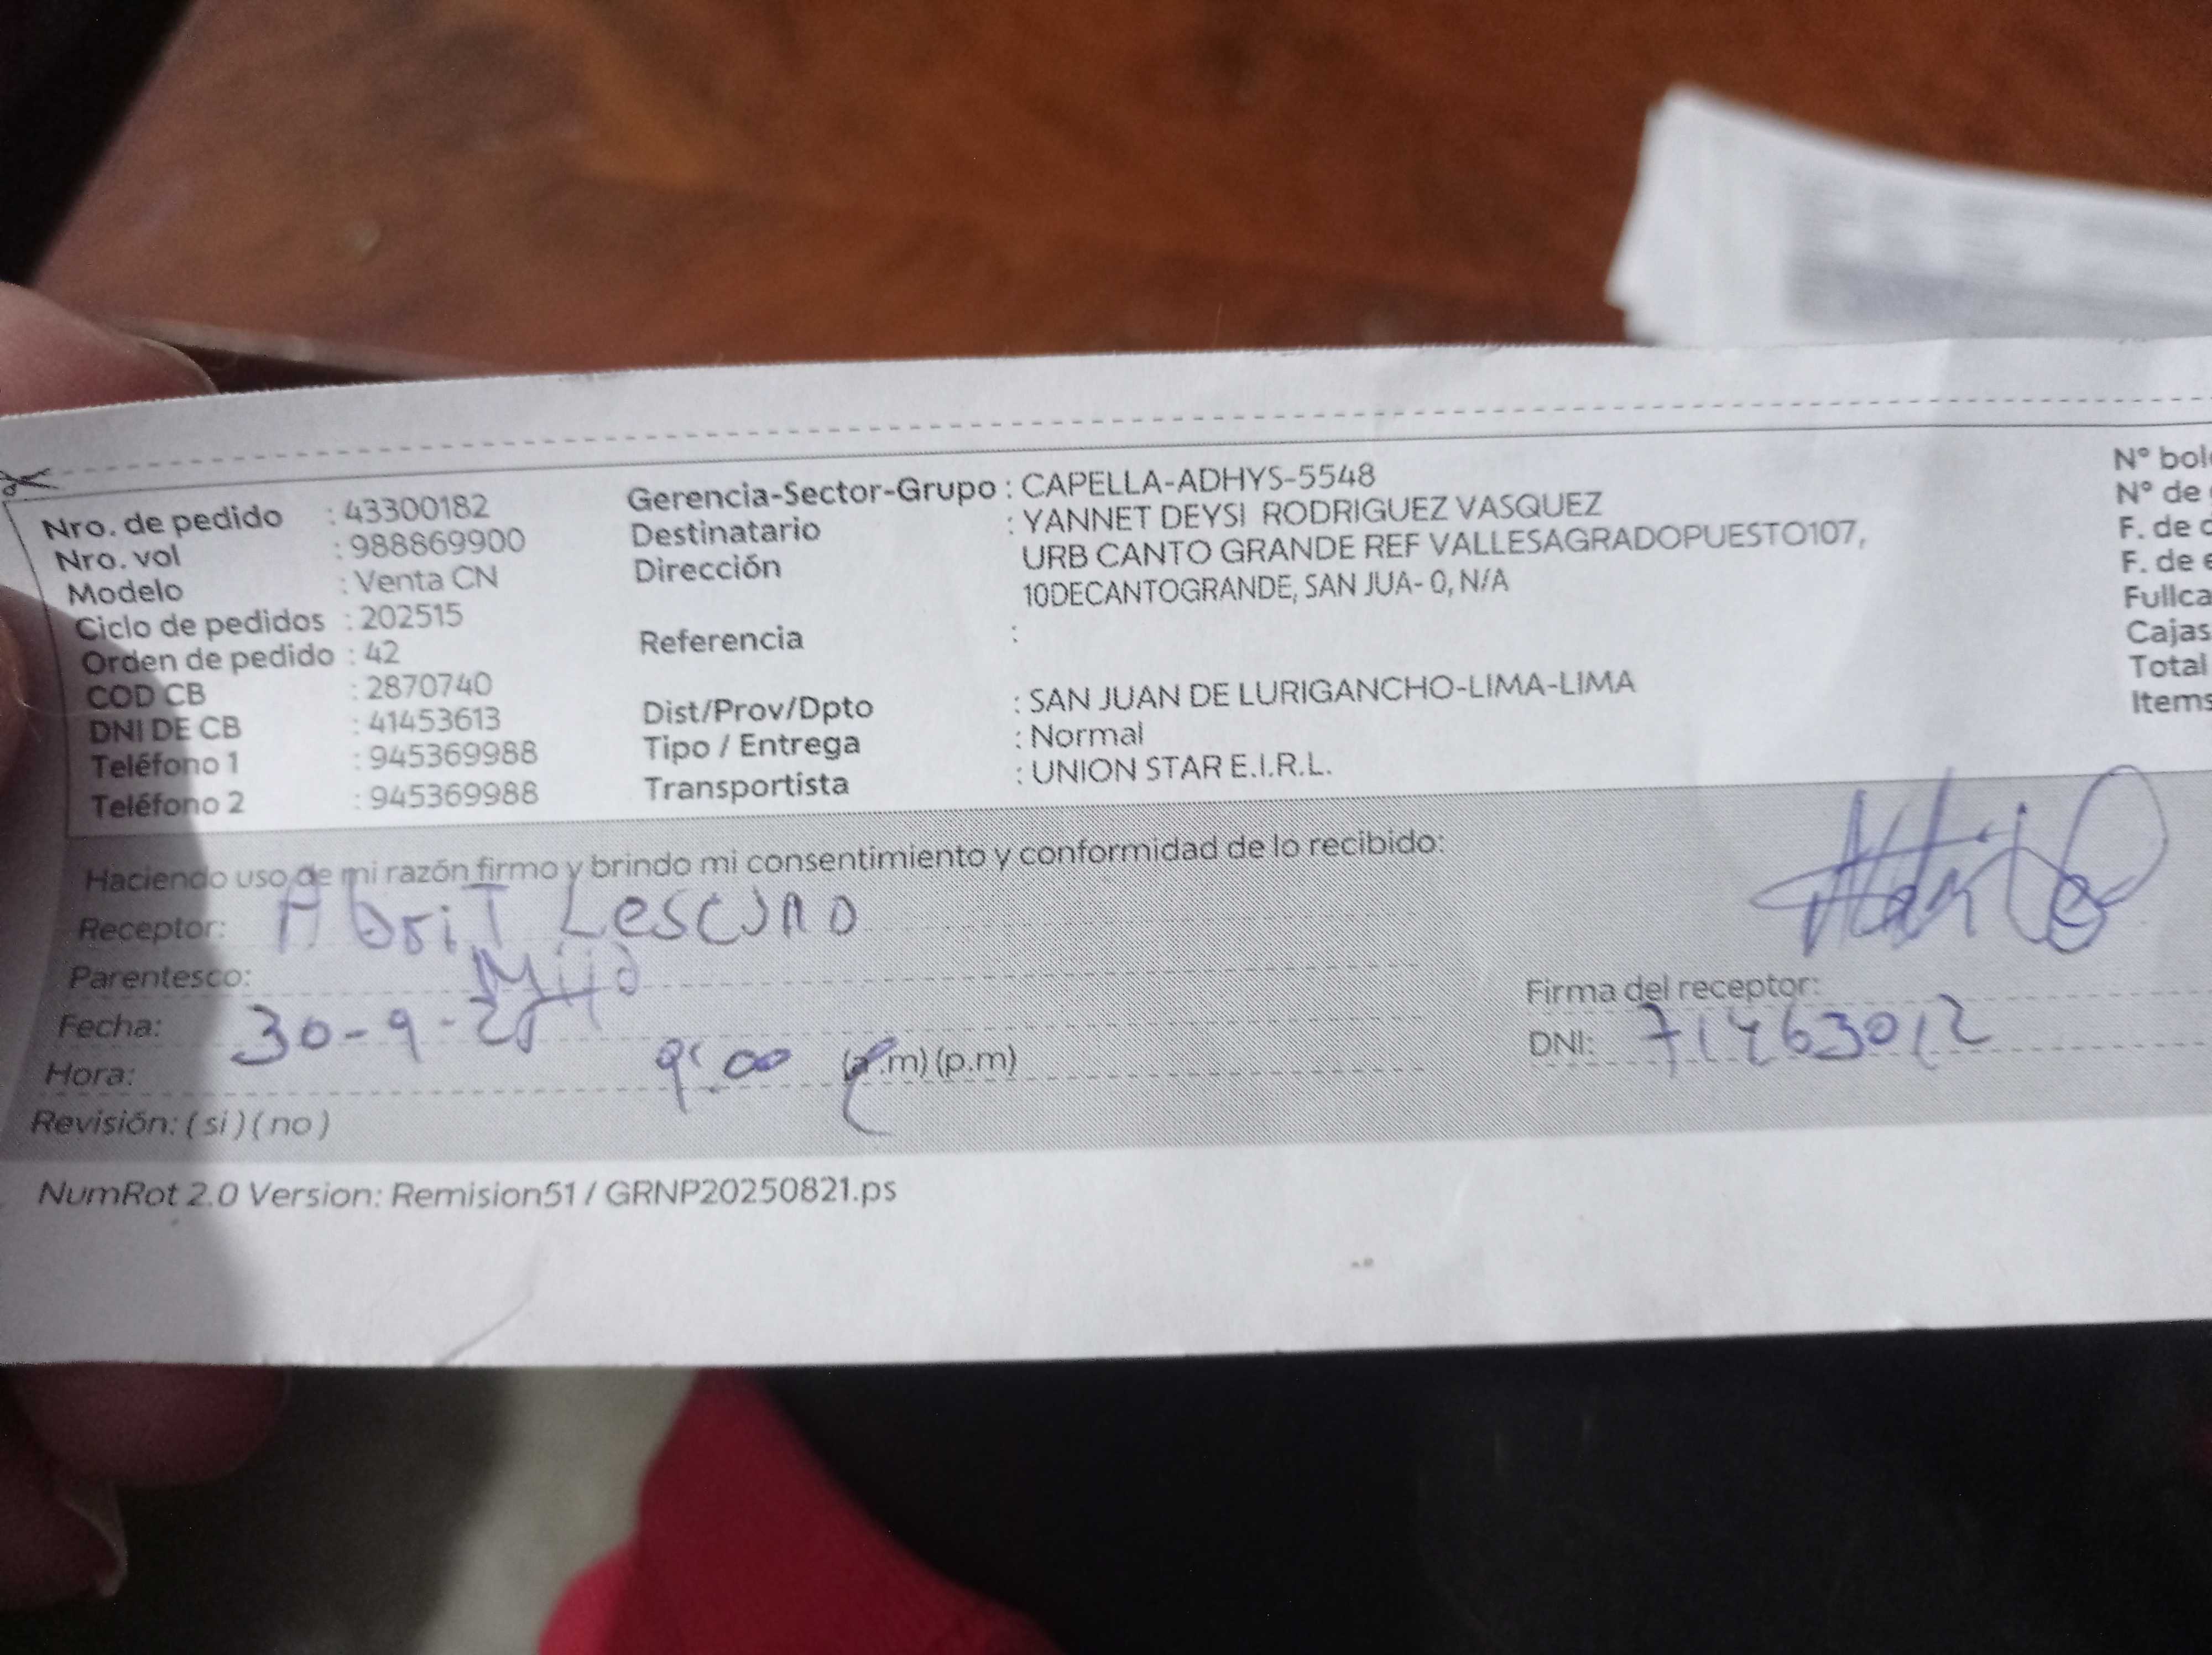 Nro. de pedido : 43300182
Nro. vol : 988869900
Modelo : Venta CN
Ciclo de pedidos : 202515
Orden de pedido : 42
COD CB : 2870740
DNI DE CB : 41453613
Teléfono 1 : 945369988
Teléfono 2 : 945369988
Gerencia-Sector-Grupo : CAPELLA-ADHYS-5548
Destinatario : YANNET DEYSI RODRIGUEZ VASQUEZ
Dirección URB CANTO GRANDE REF VALLESAGRADOPUESTO107,
10DECANTOGRANDE, SAN JUA- 0, N/A
Referencia :
Dist/Prov/Dpto : SAN JUAN DE LURIGANCHO-LIMA-LIMA
Tipo / Entrega : Normal
Transportista : UNION STAR E.I.R.L.
N° bol
N° de
F. de
F. de
Fullca
Cajas
Total
Items
Haciendo uso de mi razón firmo y brindo mi consentimiento y conformidad de lo recibido:
Receptor:
Parentesco:
Fecha: 30-9-25
Hora: 9:00 (a.m) (p.m)
Revisión: ( si ) ( no )
Firma del receptor:
DNI: 71463012
NumRot 2.0 Version: Remision51 / GRNP20250821.ps